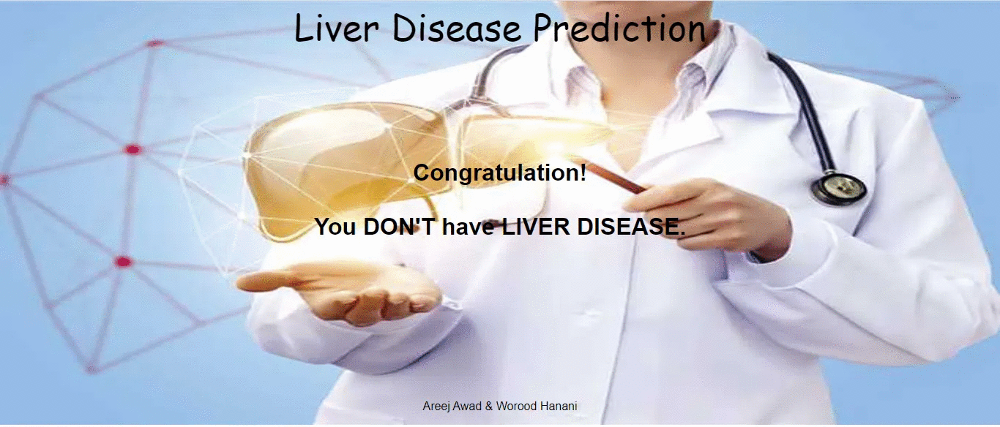 Liver Disease Prediction
Congratulation!
You DON'T have LIVER DISEASE.
Areej Awad & Worood Hanani